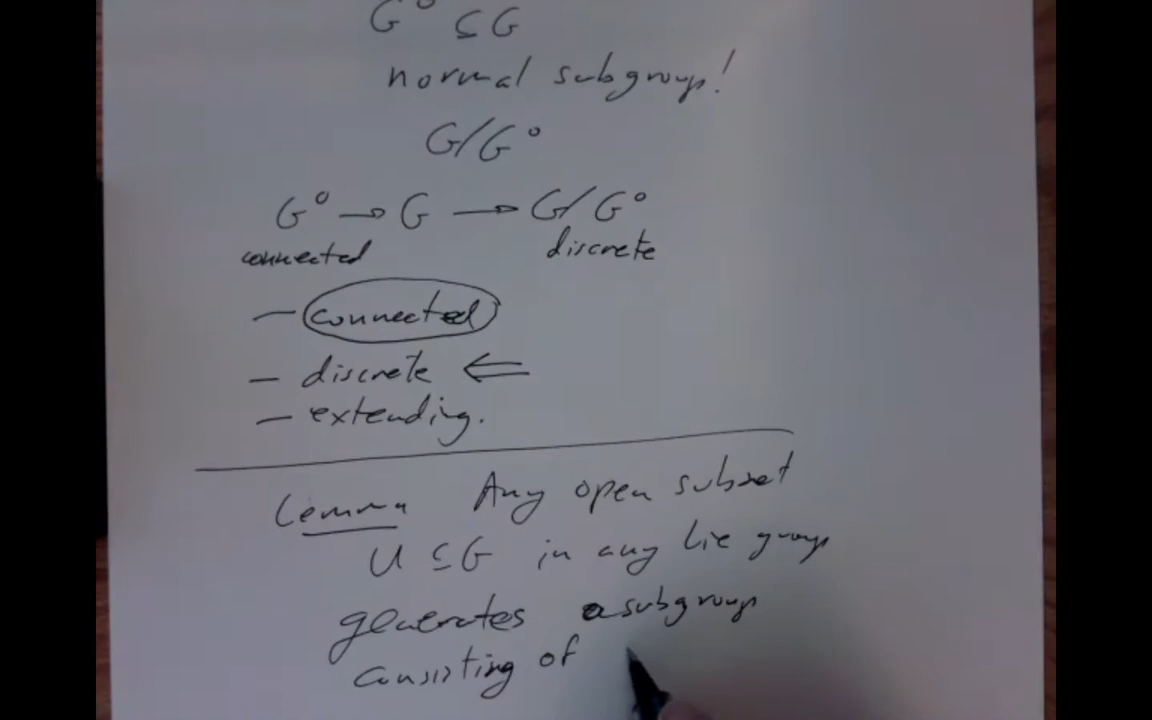 G° ⊆ G
normal subgroup!
G/G°
G° → G → G/G°
connected discrete
— connected
— discrete ⇐
— extending.
Lemma Any open subset
U ⊆ G in any Lie group
generates a subgroup
consisting of